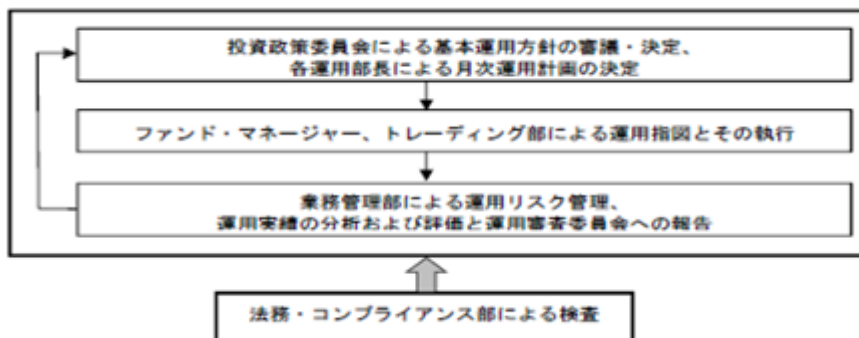 投資政策委員会による基本運用方針の審議・決定、
各運用部長による月次運用計画の決定
ファンド・マネージャー、トレーディング部による運用指図とその執行
業務管理部による運用リスク管理、
運用実績の分析および評価と運用審査委員会への報告
法務・コンプライアンス部による検査